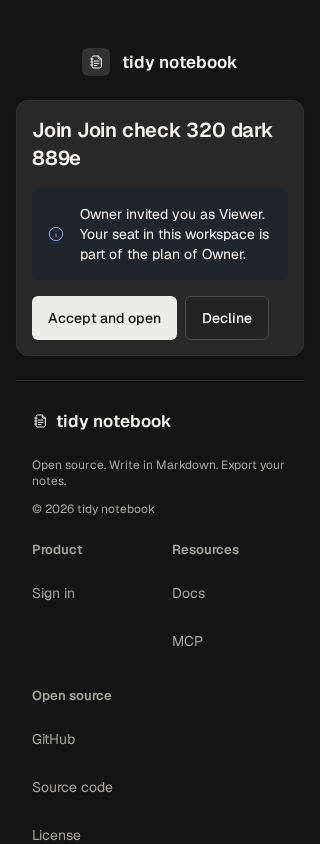 tidy notebook
Join Join check 320 dark
889e
Owner invited you as Viewer.
Your seat in this workspace is
part of the plan of Owner.
Accept and open
Decline
tidy notebook
Open source. Write in Markdown. Export your
notes.
© 2026 tidy notebook
Product
Sign in
Resources
Docs
MCP
Open source
GitHub
Source code
License